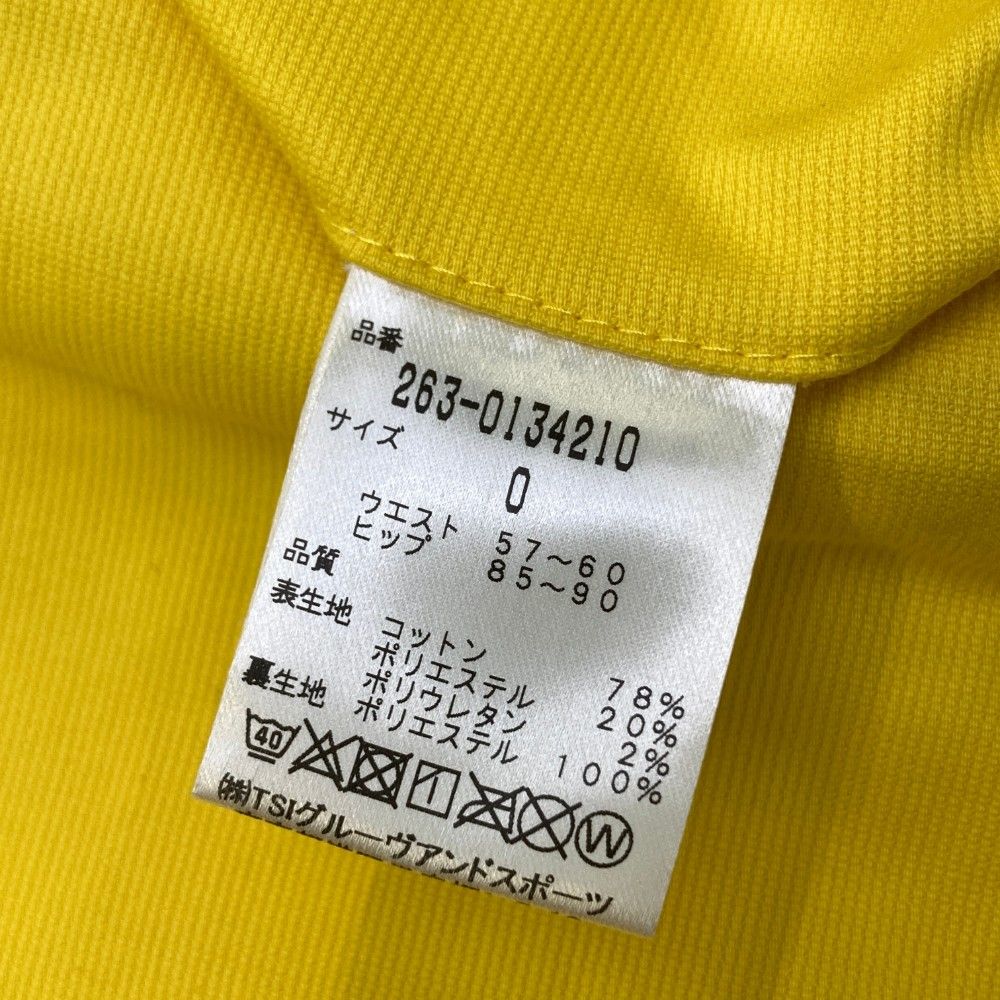 品番
263-0134210
サイズ
0
ウエスト 57～60
ヒップ 85～90
品質
表生地 コットン 78%
ポリエステル 20%
ポリウレタン 2%
裏生地 ポリエステル 100%
40 W
㈱TSIグルーヴアンドスポーツ